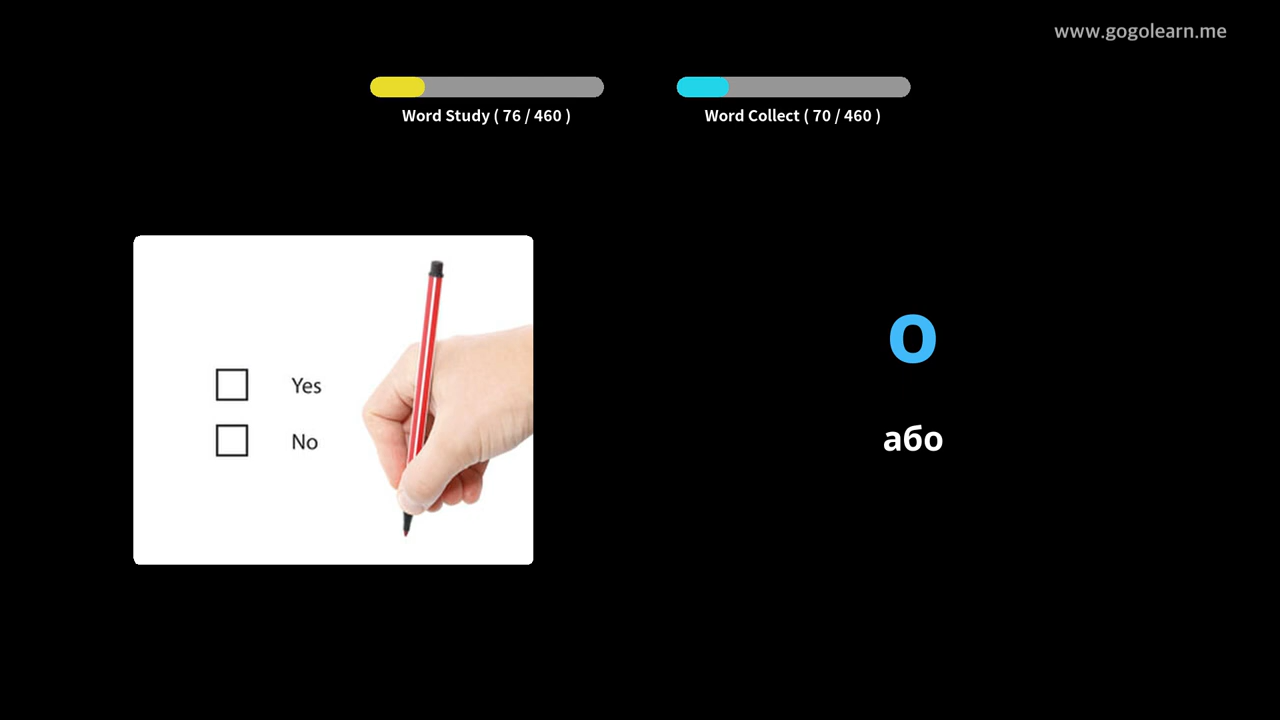 www.gogolearn.me
Word Study ( 76 / 460 )
Word Collect ( 70 / 460 )
Yes
No
o
або